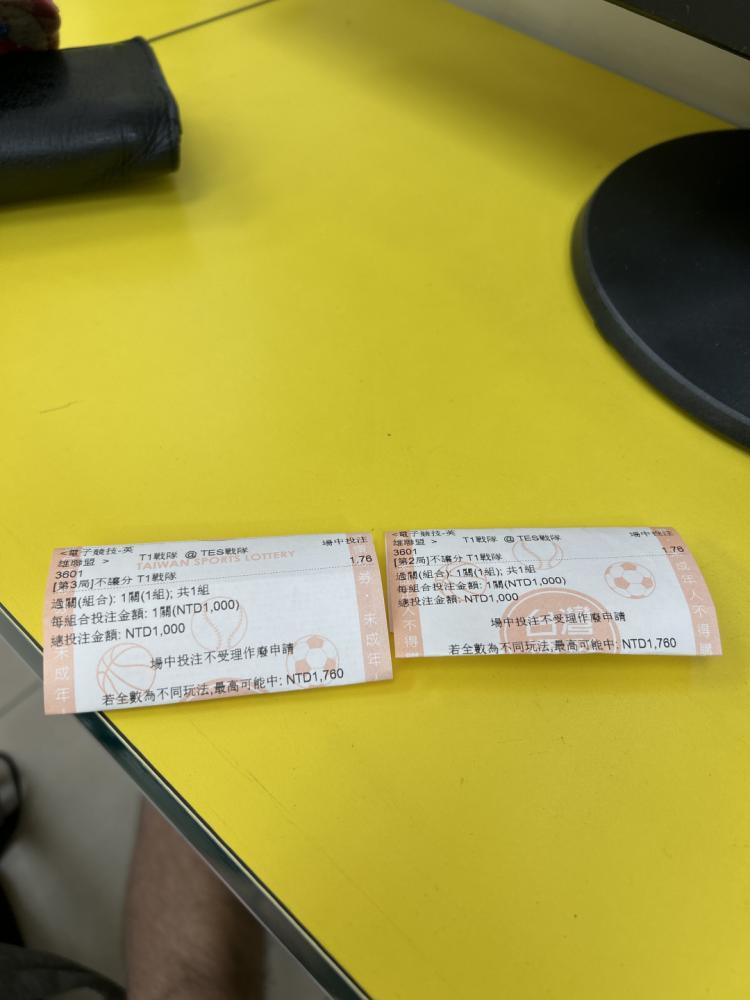 <電子競技-英 T1戰隊 @ TES戰隊 場中投注
雄聯盟 >
TAIWAN SPORTS LOTTERY
3601 1.76
[第3局]不讓分 T1戰隊
過關(組合): 1關(1組); 共1組
每組合投注金額: 1關(NTD1,000)
總投注金額: NTD1,000
場中投注不受理作廢申請
若全數為不同玩法,最高可能中: NTD1,760
未成年
券．未成年
<電子競技-英 T1戰隊 @ TES戰隊 場中投注
雄聯盟 >
3601 1.76
[第2局]不讓分 T1戰隊
過關(組合): 1關(1組); 共1組
每組合投注金額: 1關(NTD1,000)
總投注金額: NTD1,000
場中投注不受理作廢申請
若全數為不同玩法,最高可能中: NTD1,760
台灣
人不得
成年人不得購